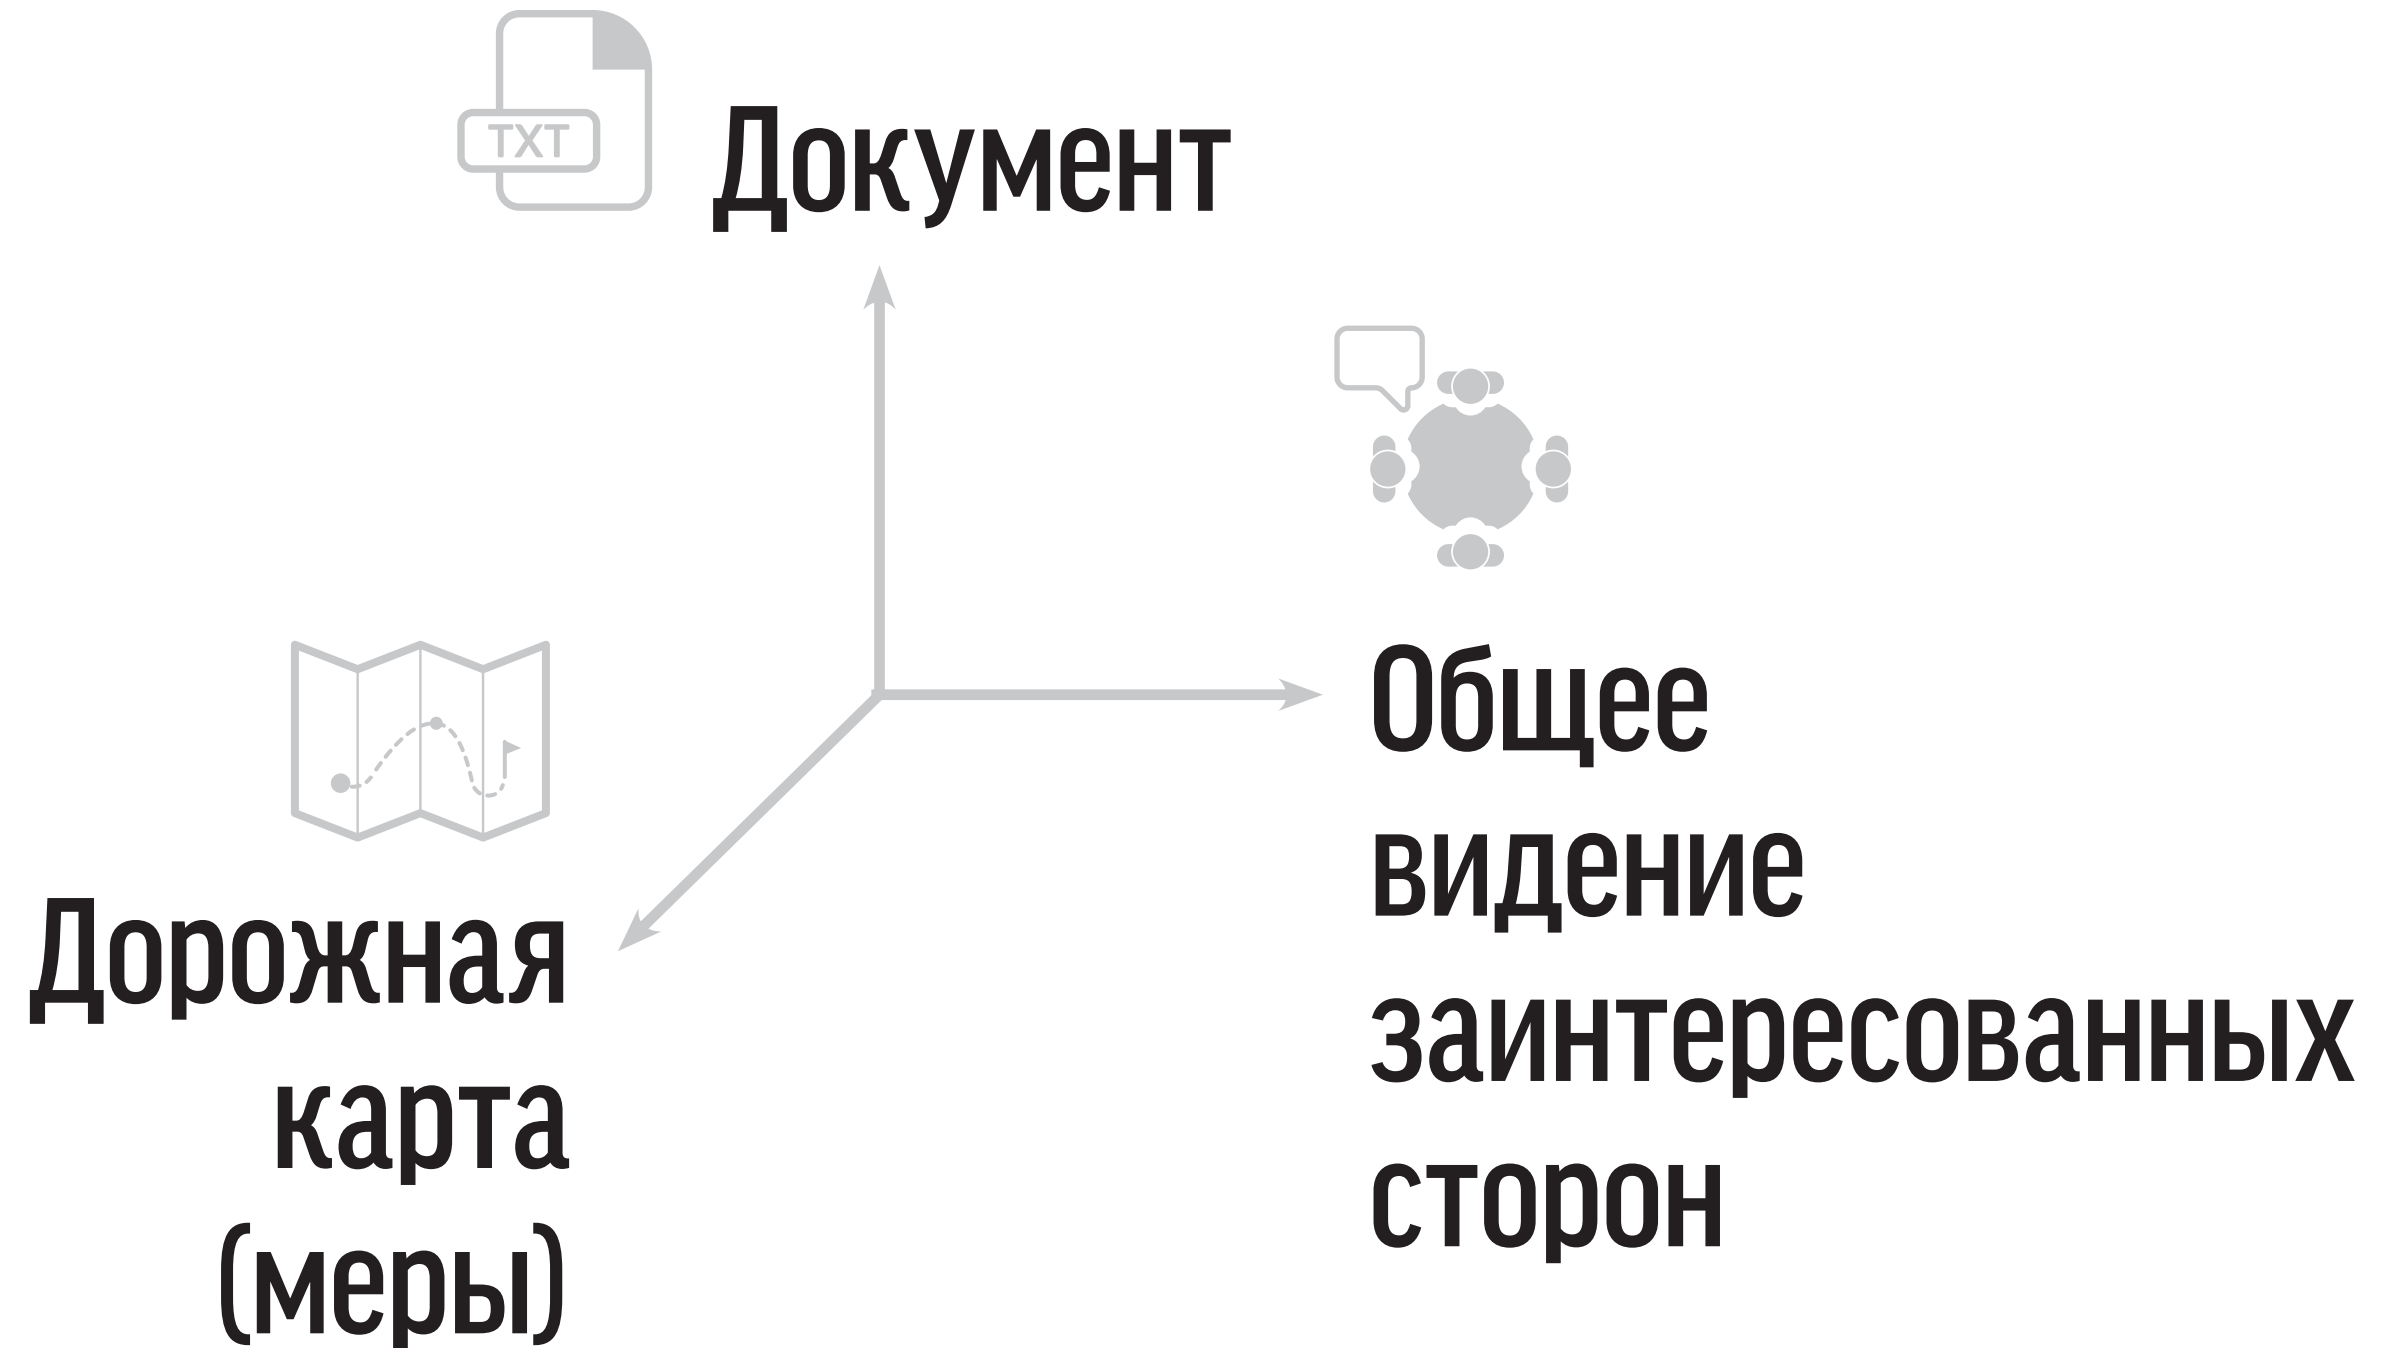 TXT
Документ
Общее
видение
заинтересованных
сторон
Дорожная
карта
(меры)